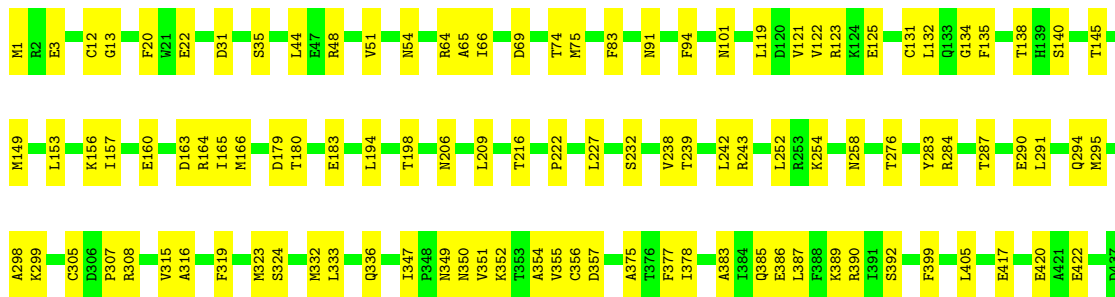 M1 R2 E3 C12 G13 F20 W21 E22 D31 S35 L44 E47 R48 V51 N54 R64 A65 I66 D69 T74 M75 F83 N91 F94 N101 L119 D120 V121 V122 R123 K124 E125 C131 L132 Q133 G134 F135 T138 H139 S140 T145
M149 L153 K156 I157 E160 D163 R164 I165 M166 D179 T180 E183 L194 T198 N206 L209 T216 P222 L227 S232 V238 T239 L242 R243 L252 R253 K254 N258 T276 Y283 R284 T287 E290 L291 Q294 M295
A298 K299 C305 D306 P307 R308 V315 A316 F319 M323 S324 M332 L333 Q336 I347 P348 N349 N350 V351 K352 T353 A354 V355 C356 D357 A375 T376 F377 I378 A383 I384 Q385 E386 L387 F388 K389 R390 I391 S392 F399 L405 E417 E420 A421 E422